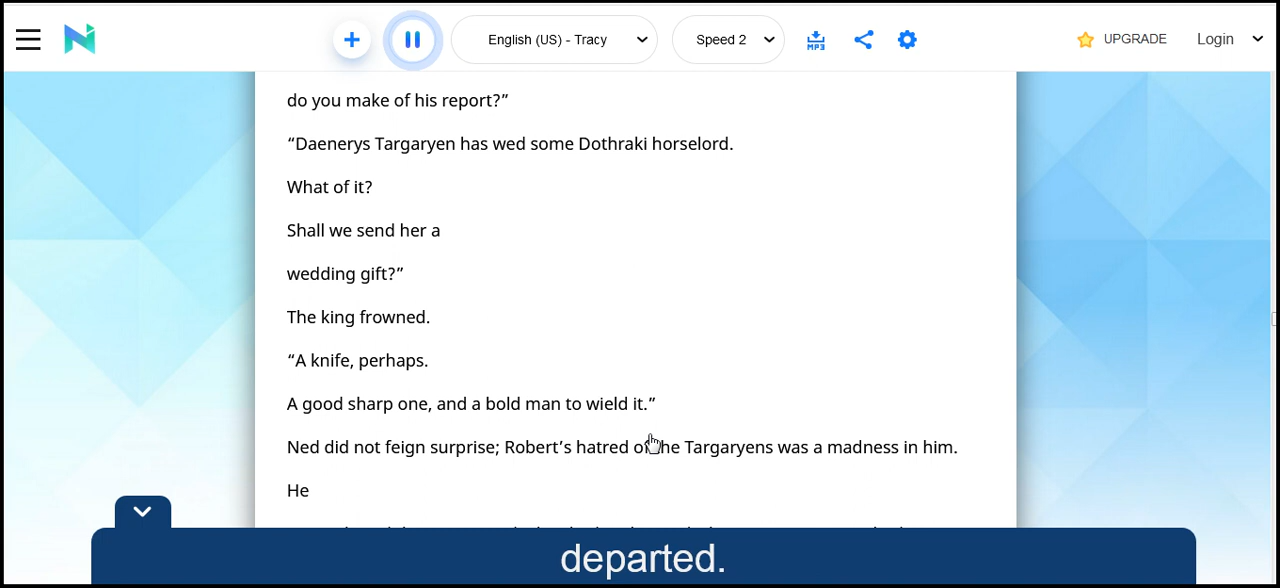 English (US) - Tracy
Speed 2
MP3
UPGRADE
Login
do you make of his report?”
“Daenerys Targaryen has wed some Dothraki horselord.
What of it?
Shall we send her a
wedding gift?”
The king frowned.
“A knife, perhaps.
A good sharp one, and a bold man to wield it.”
Ned did not feign surprise; Robert’s hatred of the Targaryens was a madness in him.
He
departed.